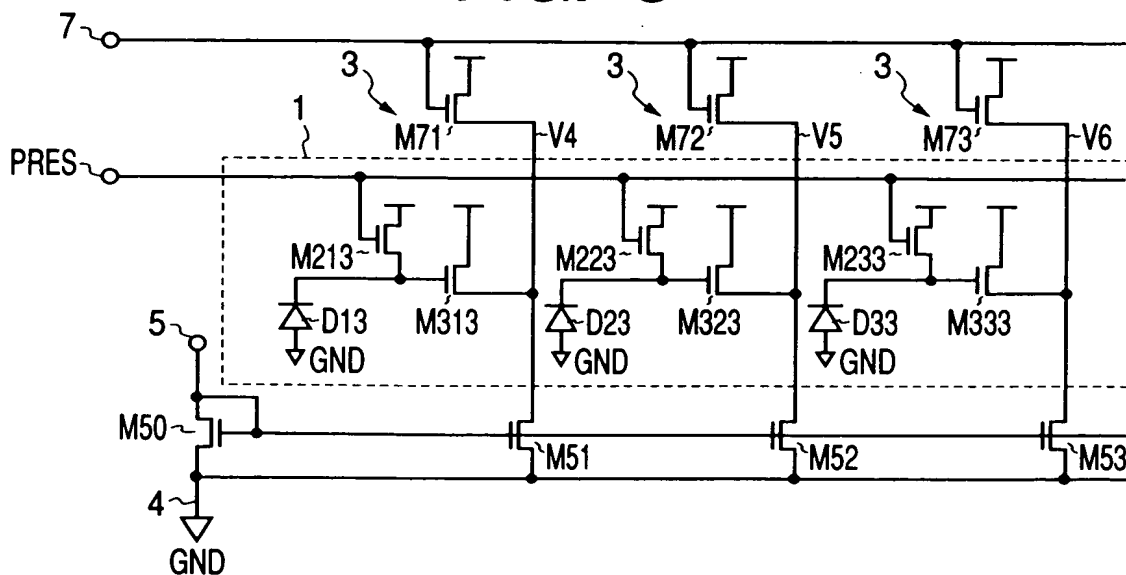 7
3 3 3
1
M71 V4 M72 V5 M73 V6
PRES
M213 M223 M233
D13 M313 D23 M323 D33 M333
5
GND GND GND
M50
M51 M52 M53
4
GND